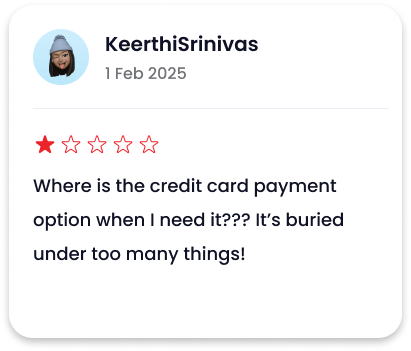 KeerthiSrinivas
1 Feb 2025
Where is the credit card payment
option when I need it??? It’s buried
under too many things!